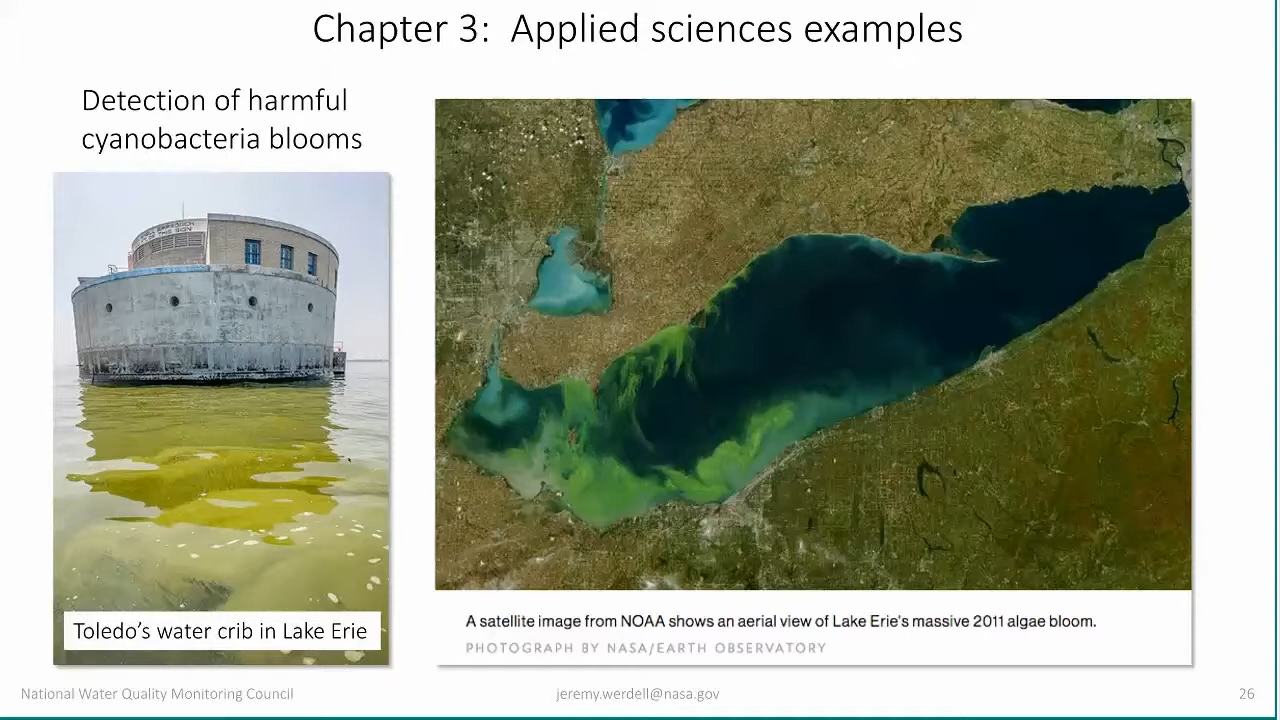 Chapter 3: Applied sciences examples
Detection of harmful
cyanobacteria blooms
Toledo's water crib in Lake Erie
A satellite image from NOAA shows an aerial view of Lake Erie's massive 2011 algae bloom.
PHOTOGRAPH BY NASA/EARTH OBSERVATORY
National Water Quality Monitoring Council
jeremy.werdell@nasa.gov
26